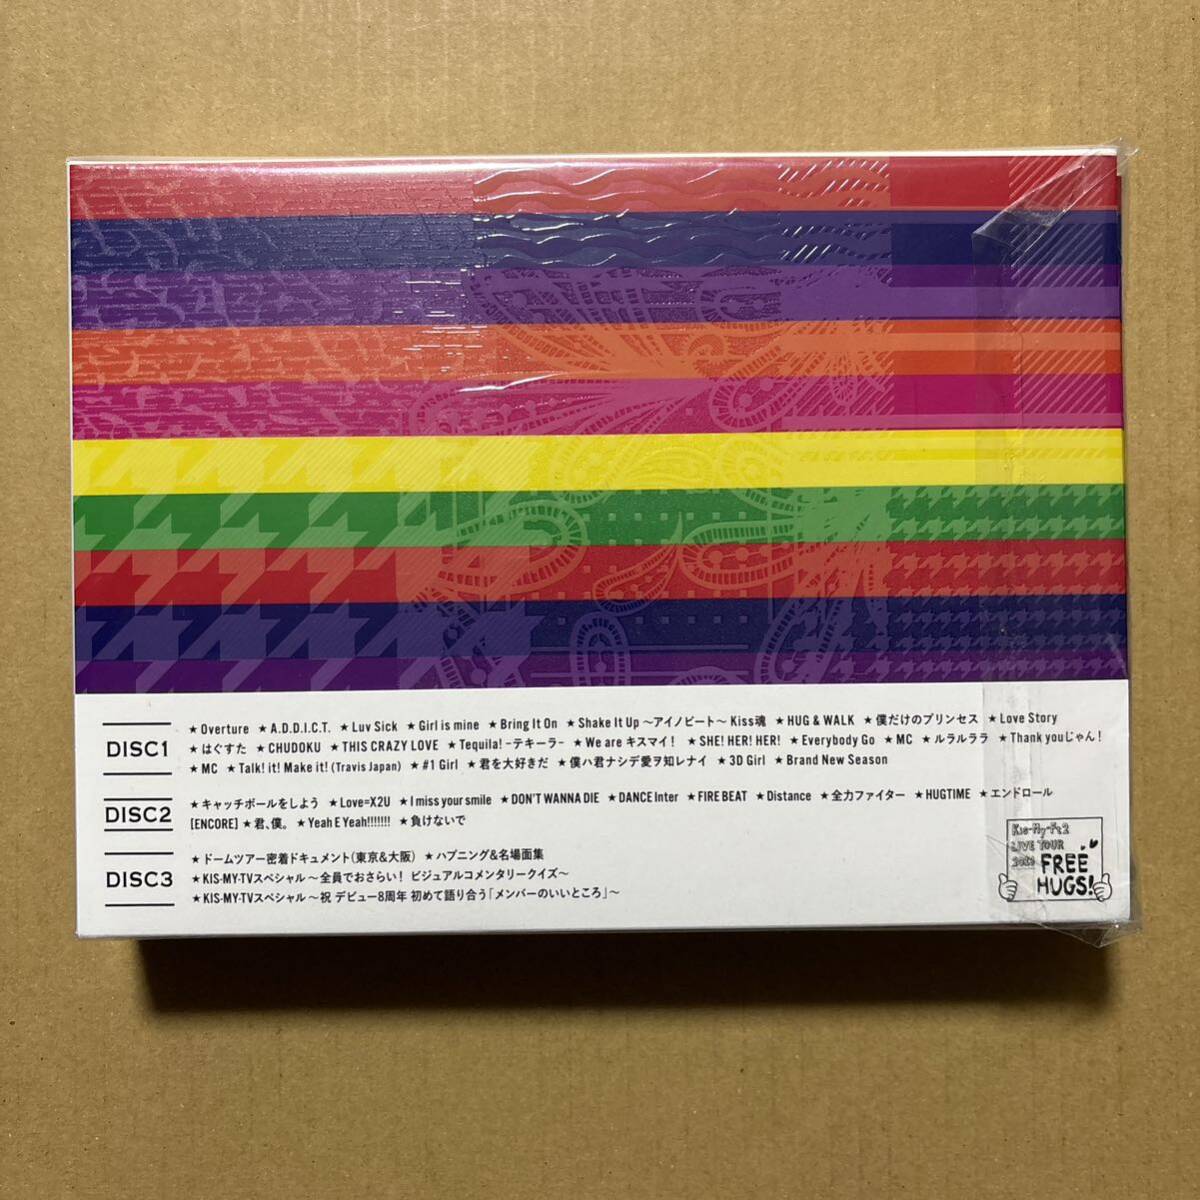 DISC1
★Overture ★A.D.D.I.C.T. ★Luv Sick ★Girl is mine ★Bring It On ★Shake It Up ～アイノビート～ Kiss魂 ★HUG & WALK ★僕だけのプリンセス ★Love Story
★はぐすた ★CHUDOKU ★THIS CRAZY LOVE ★Tequila! -テキーラ- ★We are キスマイ! ★SHE! HER! HER! ★Everybody Go ★MC ★ルラルララ ★Thank youじゃん!
★MC ★Talk! it! Make it! (Travis Japan) ★#1 Girl ★君を大好きだ ★僕ハ君ナシデ愛ヲ知レナイ ★3D Girl ★Brand New Season
DISC2
★キャッチボールをしよう ★Love=X2U ★I miss your smile ★DON'T WANNA DIE ★DANCE Inter ★FIRE BEAT ★Distance ★全力ファイター ★HUGTIME ★エンドロール
[ENCORE] ★君、僕。 ★Yeah E Yeah!!!!!!! ★負けないで
DISC3
★ドームツアー密着ドキュメント(東京&大阪) ★ハプニング&名場面集
★KIS-MY-TVスペシャル～全員でおさらい! ビジュアルコメンタリークイズ～
★KIS-MY-TVスペシャル～祝 デビュー8周年 初めて語り合う「メンバーのいいところ」～
Kis-My-Ft2
LIVE TOUR
FREE
HUGS!